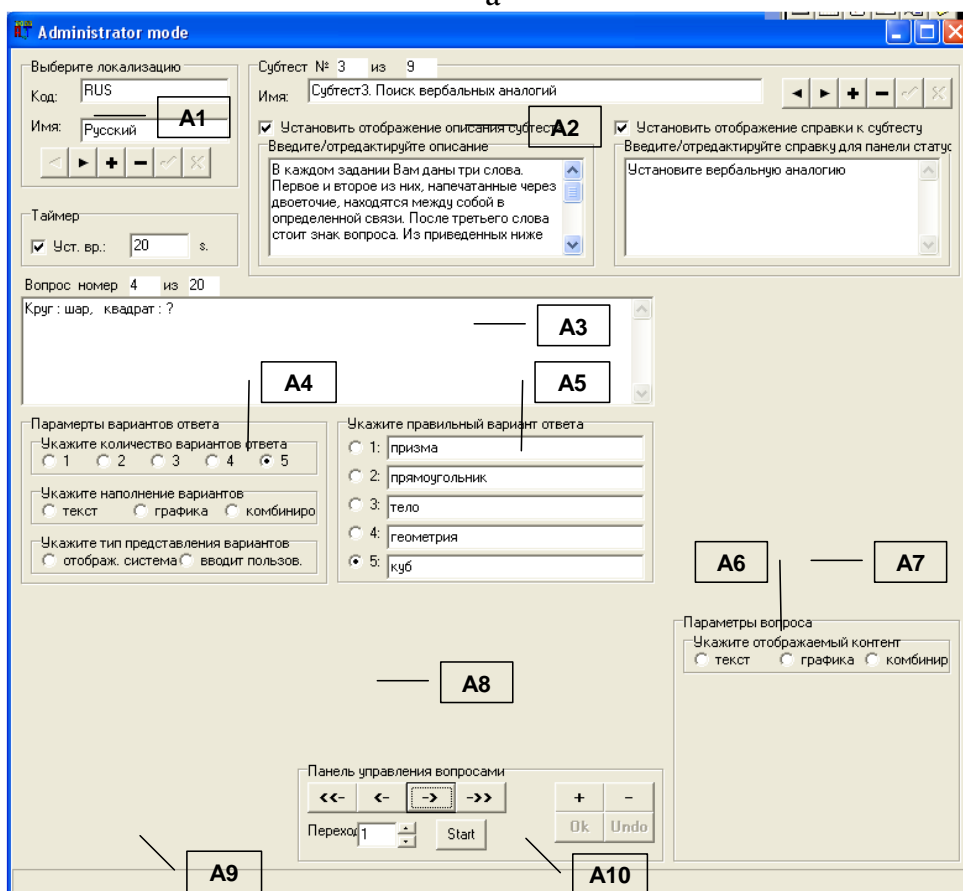 а
Administrator mode
Выберите локализацию
Код: RUS
Имя: Русский
A1
Субтест № 3 из 9
Имя: Субтест3. Поиск вербальных аналогий
Установить отображение описания субтеста
A2
Введите/отредактируйте описание
В каждом задании Вам даны три слова.
Первое и второе из них, напечатанные через
двоеточие, находятся между собой в
определенной связи. После третьего слова
стоит знак вопроса. Из приведенных ниже
Установить отображение справки к субтесту
Введите/отредактируйте справку для панели статус
Установите вербальную аналогию
Таймер
Уст. вр.: 20 s.
Вопрос номер 4 из 20
Круг : шар, квадрат : ?
A3
A4
A5
Парамерты вариантов ответа
Укажите количество вариантов ответа
1 2 3 4 5
Укажите наполнение вариантов
текст графика комбиниро
Укажите тип представления вариантов
отображ. система вводит пользов.
Укажите правильный вариант ответа
1: призма
2: прямоугольник
3: тело
4: геометрия
5: куб
A6
A7
Параметры вопроса
Укажите отображаемый контент
текст графика комбинир
A8
Панель управления вопросами
<<- <- -> ->> + -
Переход 1 Start Ok Undo
A9
A10